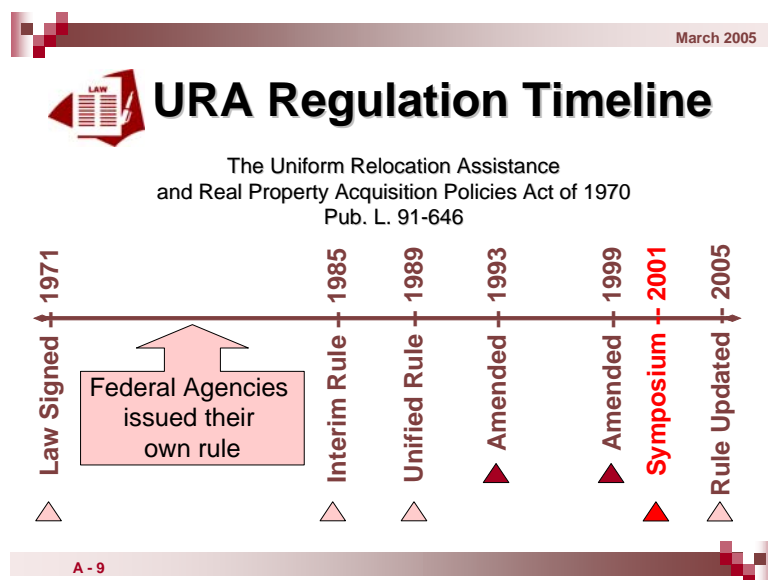 March 2005
LAW
URA Regulation Timeline
The Uniform Relocation Assistance
and Real Property Acquisition Policies Act of 1970
Pub. L. 91-646
Law Signed -- 1971
Federal Agencies
issued their
own rule
Interim Rule -- 1985
Unified Rule -- 1989
Amended -- 1993
Amended -- 1999
Symposium -- 2001
Rule Updated -- 2005
A - 9